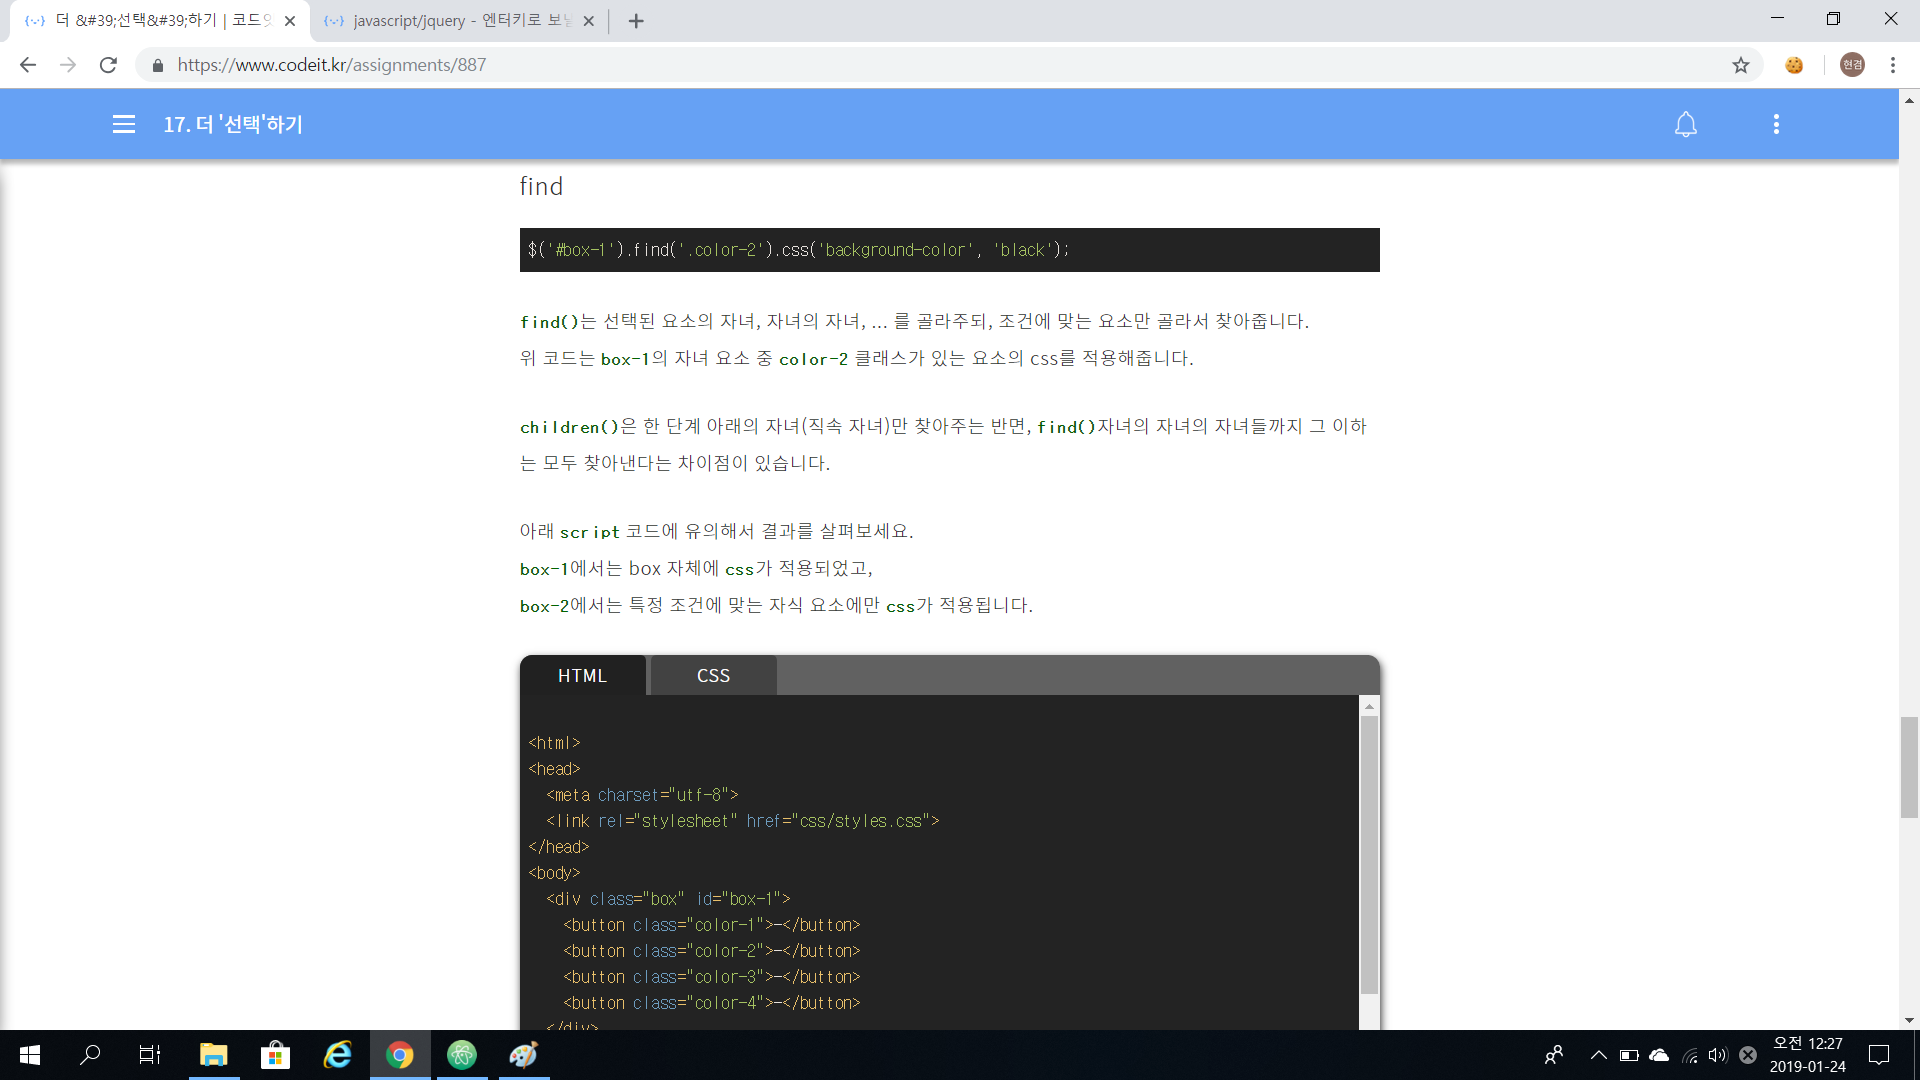 더 &#39;선택&#39;하기 | 코드잇
javascript/jquery - 엔터키로 보낼
https://www.codeit.kr/assignments/887
현겸
17. 더 '선택'하기
find
$('#box-1').find('.color-2').css('background-color', 'black');
find()는 선택된 요소의 자녀, 자녀의 자녀, ... 를 골라주되, 조건에 맞는 요소만 골라서 찾아줍니다.
위 코드는 box-1의 자녀 요소 중 color-2 클래스가 있는 요소의 css를 적용해줍니다.
children()은 한 단계 아래의 자녀(직속 자녀)만 찾아주는 반면, find()자녀의 자녀의 자녀들까지 그 이하
는 모두 찾아낸다는 차이점이 있습니다.
아래 script 코드에 유의해서 결과를 살펴보세요.
box-1에서는 box 자체에 css가 적용되었고,
box-2에서는 특정 조건에 맞는 자식 요소에만 css가 적용됩니다.
HTML CSS
<html>
<head>
<meta charset="utf-8">
<link rel="stylesheet" href="css/styles.css">
</head>
<body>
<div class="box" id="box-1">
<button class="color-1">-</button>
<button class="color-2">-</button>
<button class="color-3">-</button>
<button class="color-4">-</button>
</div>
오전 12:27
2019-01-24